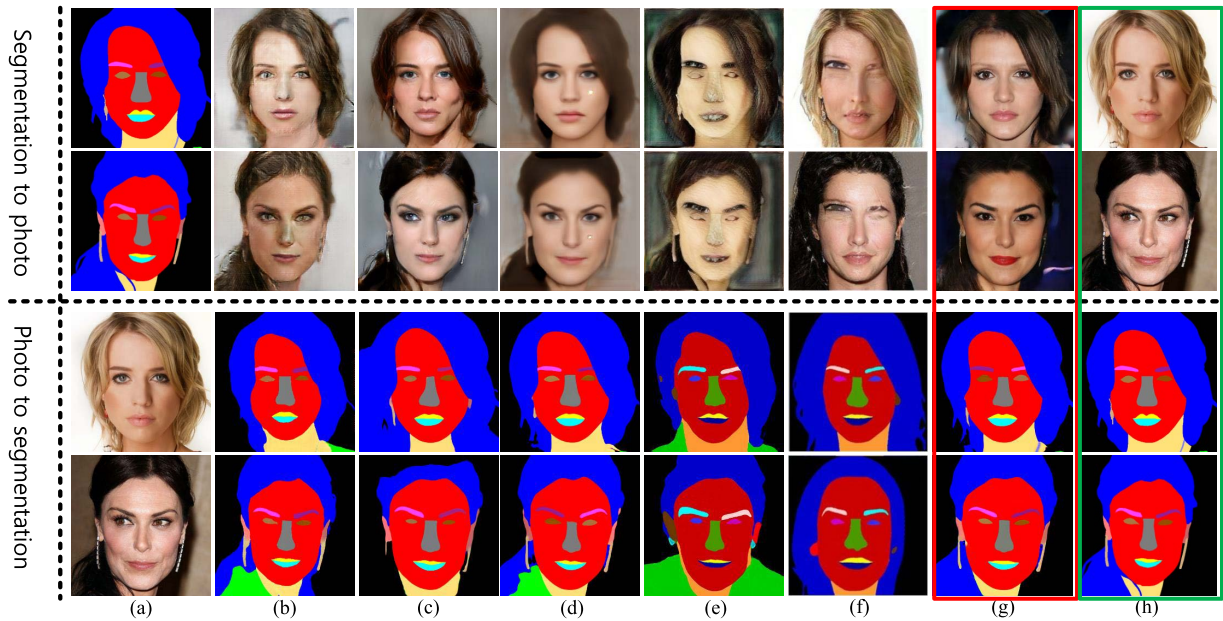 Segmentation to photo
Photo to segmentation
(a) (b) (c) (d) (e) (f) (g) (h)